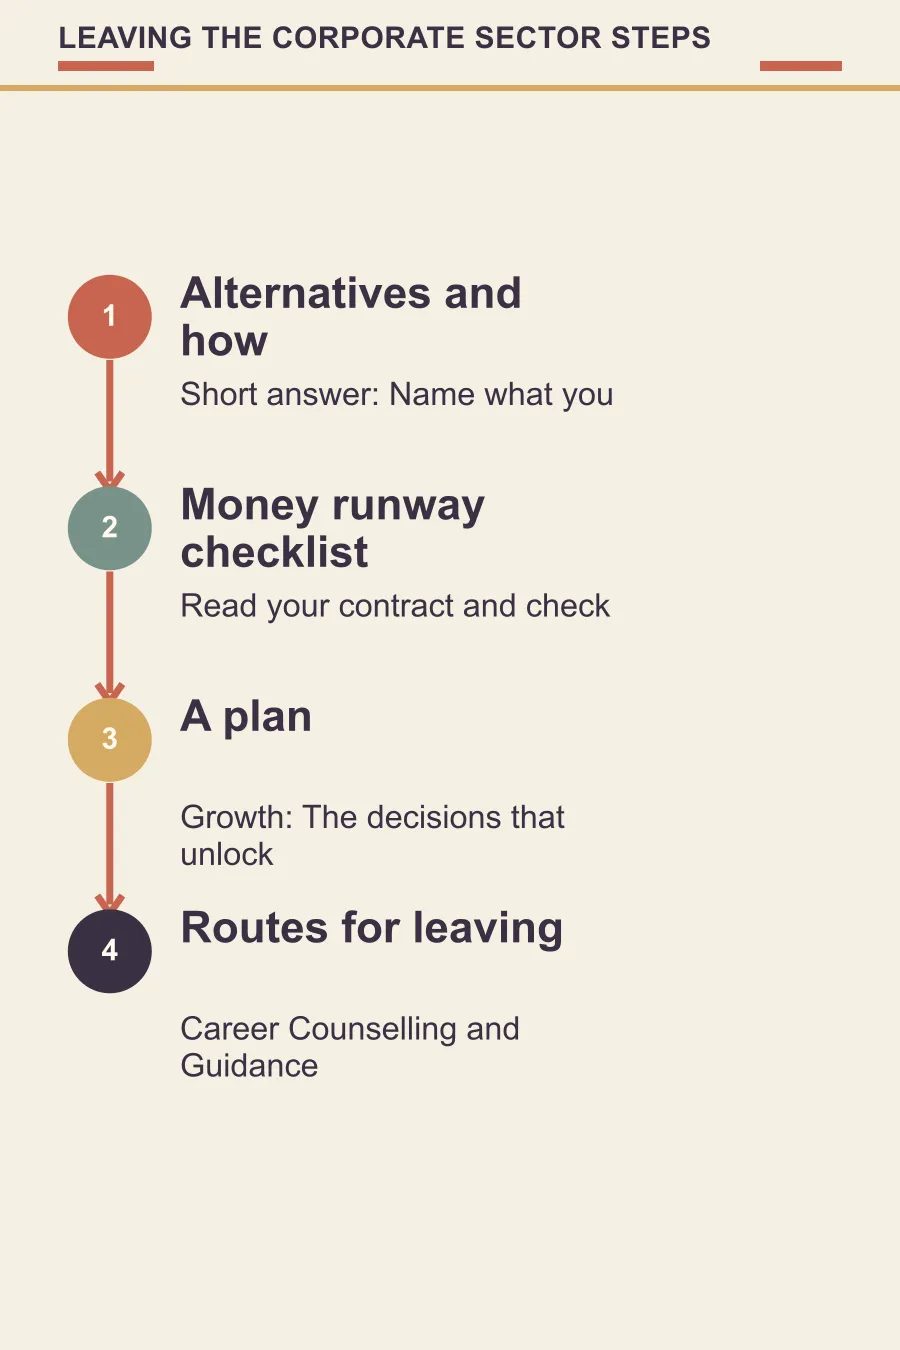 LEAVING THE CORPORATE SECTOR STEPS
1
Alternatives and
how
Short answer: Name what you
2
Money runway
checklist
Read your contract and check
3
A plan
Growth: The decisions that
unlock
4
Routes for leaving
Career Counselling and
Guidance